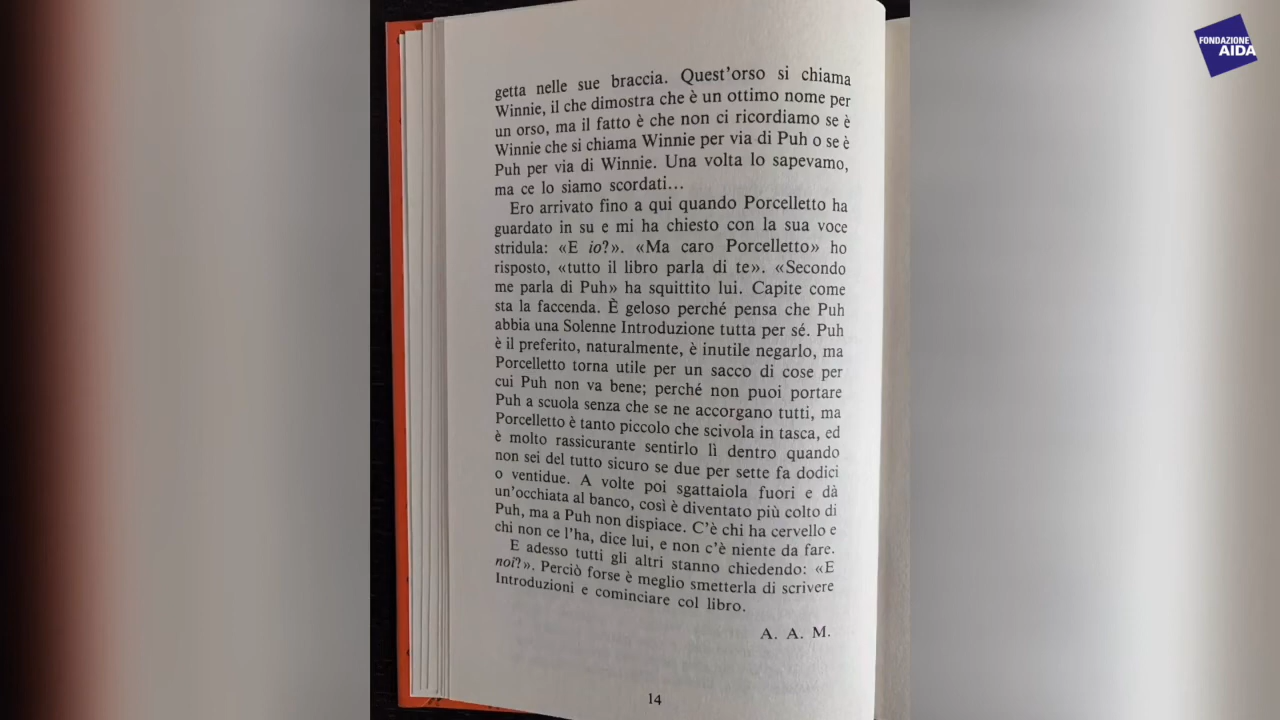 FONDAZIONE
AIDA
getta nelle sue braccia. Quest'orso si chiama
Winnie, il che dimostra che è un ottimo nome per
un orso, ma il fatto è che non ci ricordiamo se è
Winnie che si chiama Winnie per via di Puh o se è
Puh per via di Winnie. Una volta lo sapevamo,
ma ce lo siamo scordati...
Ero arrivato fino a qui quando Porcelletto ha
guardato in su e mi ha chiesto con la sua voce
stridula: «E io?». «Ma caro Porcelletto» ho
risposto, «tutto il libro parla di te». «Secondo
me parla di Puh» ha squittito lui. Capite come
sta la faccenda. È geloso perché pensa che Puh
abbia una Solenne Introduzione tutta per sé. Puh
è il preferito, naturalmente, è inutile negarlo, ma
Porcelletto torna utile per un sacco di cose per
cui Puh non va bene; perché non puoi portare
Puh a scuola senza che se ne accorgano tutti, ma
Porcelletto è tanto piccolo che scivola in tasca, ed
è molto rassicurante sentirlo lì dentro quando
non sei del tutto sicuro se due per sette fa dodici
o ventidue. A volte poi sgattaiola fuori e dà
un'occhiata al banco, così è diventato più colto di
Puh, ma a Puh non dispiace. C'è chi ha cervello e
chi non ce l'ha, dice lui, e non c'è niente da fare.
E adesso tutti gli altri stanno chiedendo: «E
noi?». Perciò forse è meglio smetterla di scrivere
Introduzioni e cominciare col libro.
A. A. M.
14